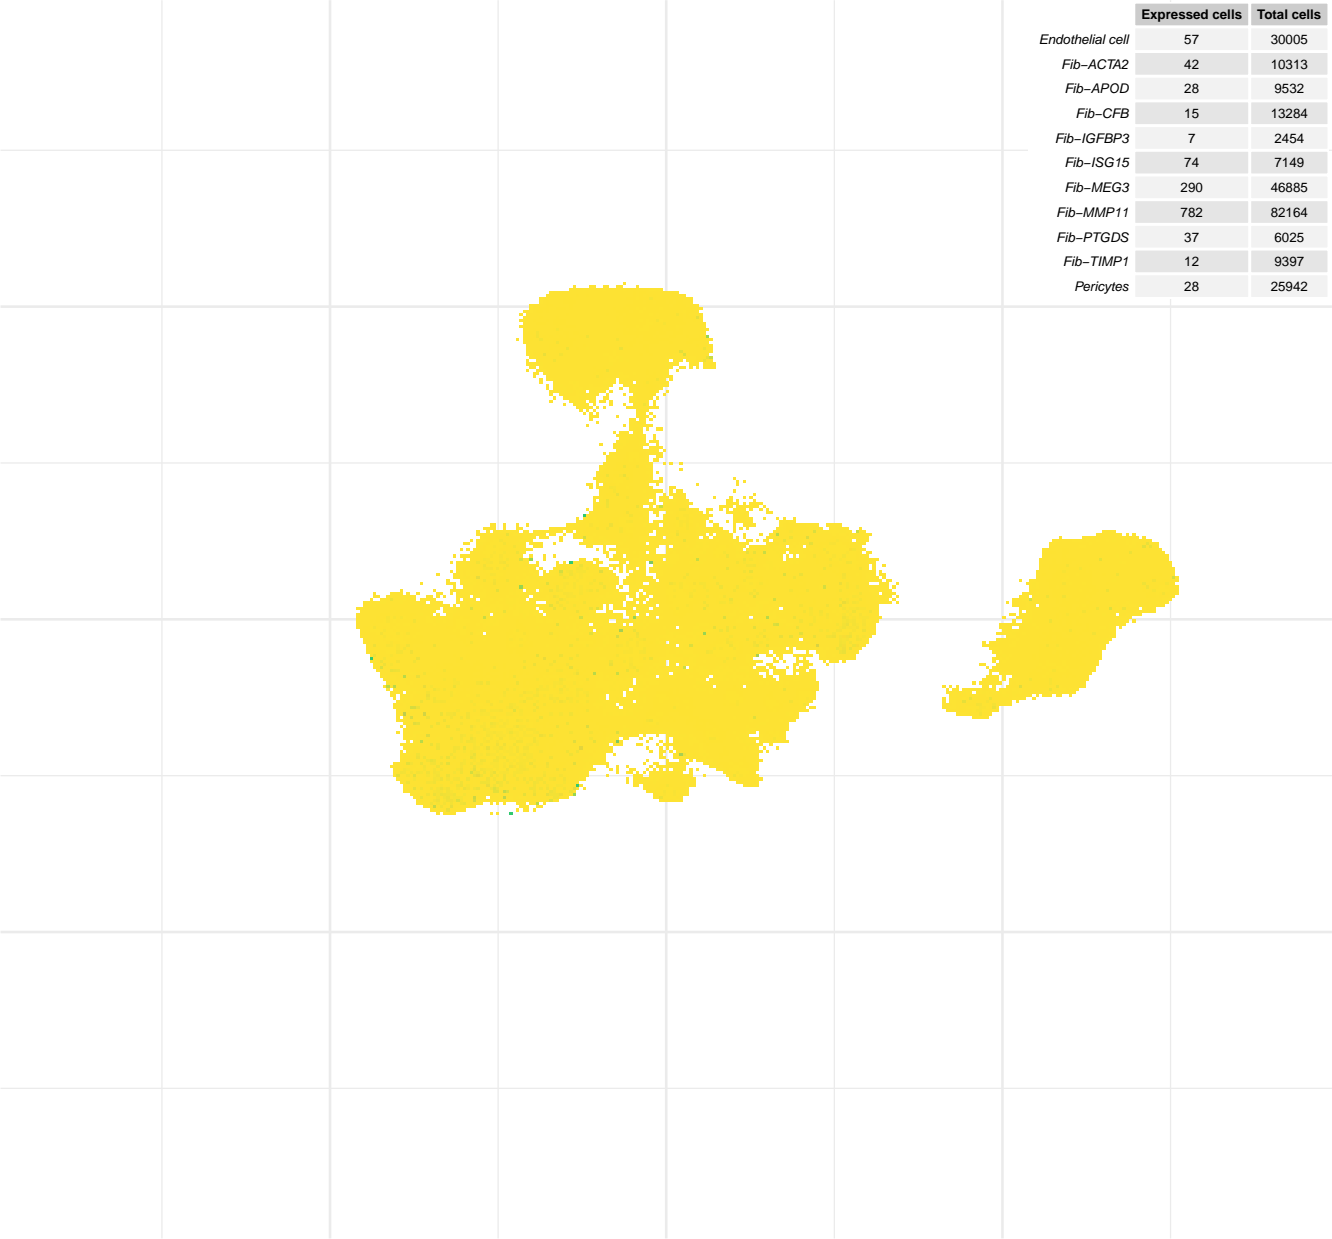 Expressed cells Total cells
Endothelial cell 57 30005
Fib−ACTA2 42 10313
Fib−APOD 28 9532
Fib−CFB 15 13284
Fib−IGFBP3 7 2454
Fib−ISG15 74 7149
Fib−MEG3 290 46885
Fib−MMP11 782 82164
Fib−PTGDS 37 6025
Fib−TIMP1 12 9397
Pericytes 28 25942